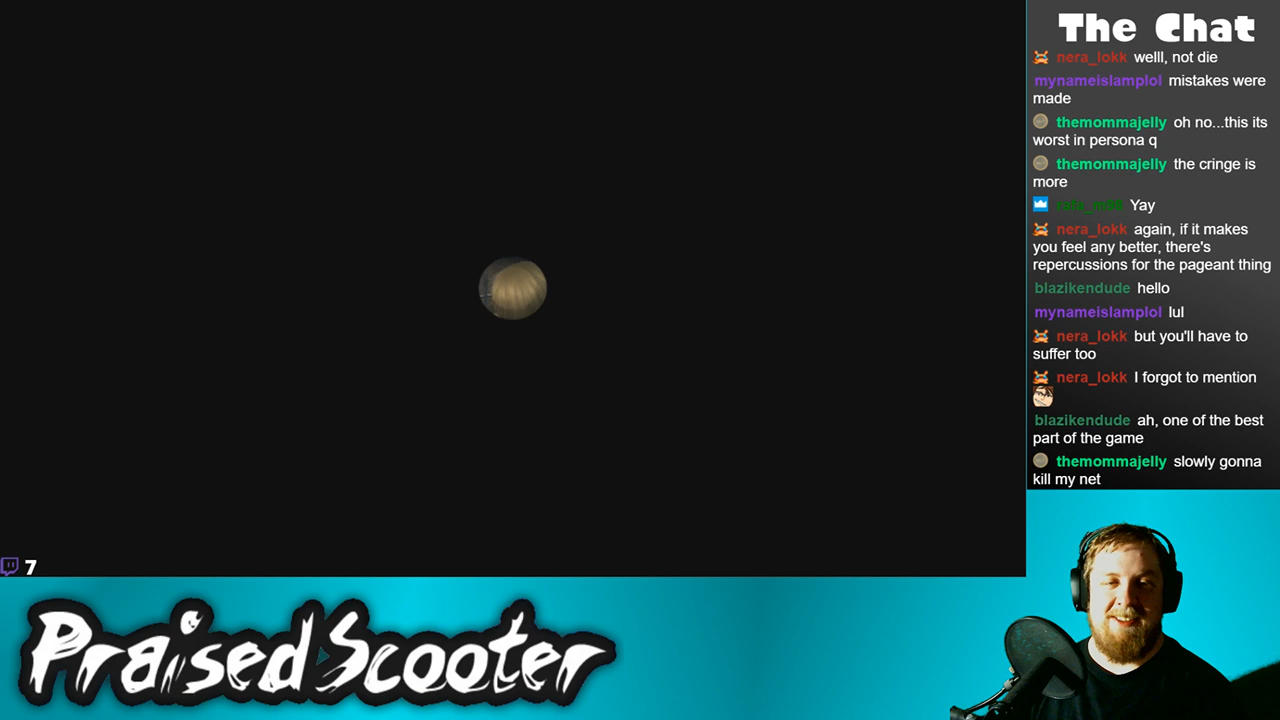 The Chat
nera_lokk welll, not die
mynameislamplol mistakes were
made
themommajelly oh no...this its
worst in persona q
themommajelly the cringe is
more
Yay
nera_lokk again, if it makes
you feel any better, there's
repercussions for the pageant thing
blazikendude hello
mynameislamplol lul
nera_lokk but you'll have to
suffer too
nera_lokk I forgot to mention
blazikendude ah, one of the best
part of the game
themommajelly slowly gonna
kill my net
7
PraisedScooter